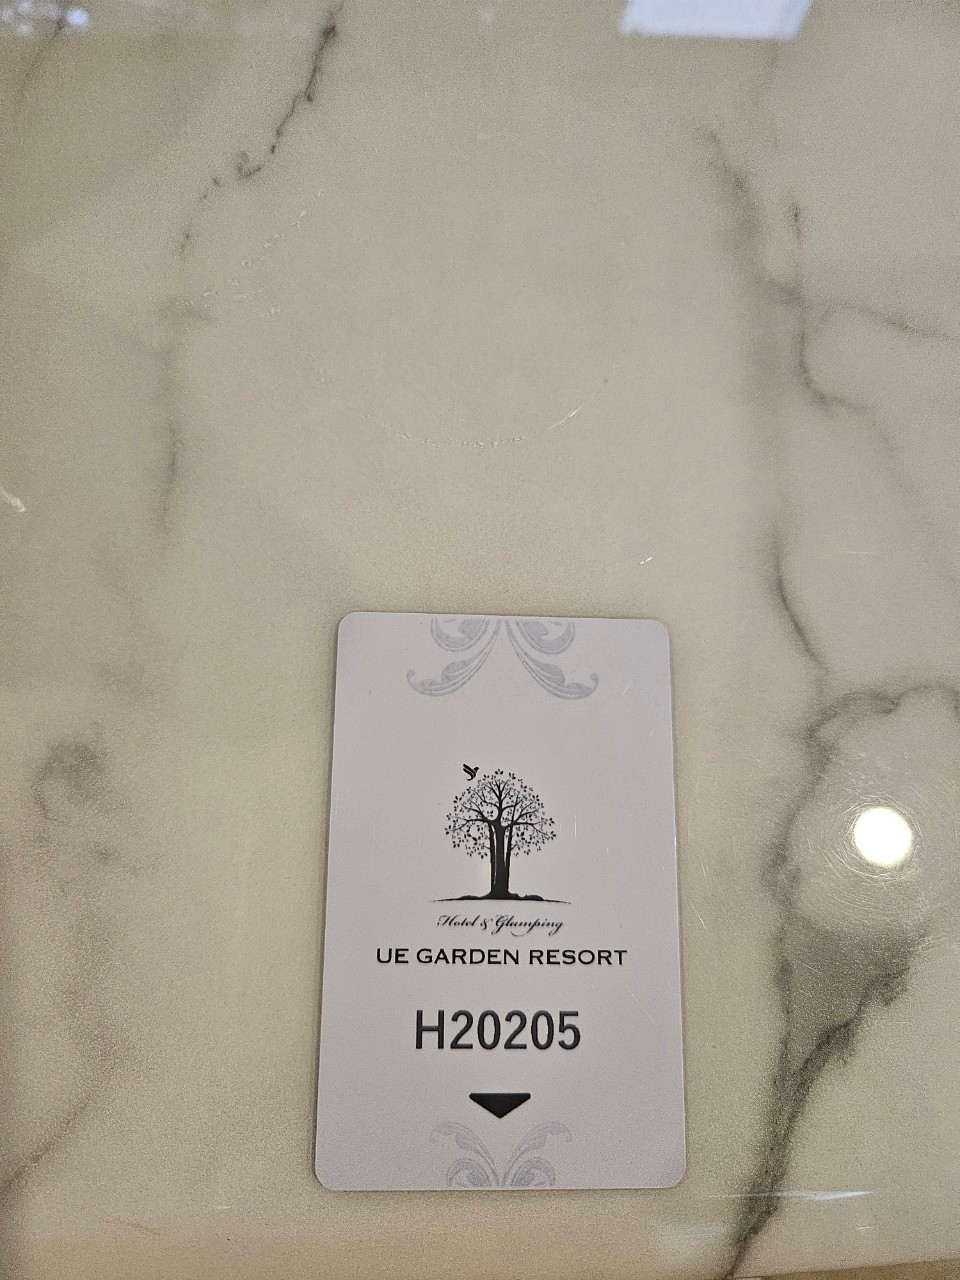 Hotel & Glamping
UE GARDEN RESORT
H20205